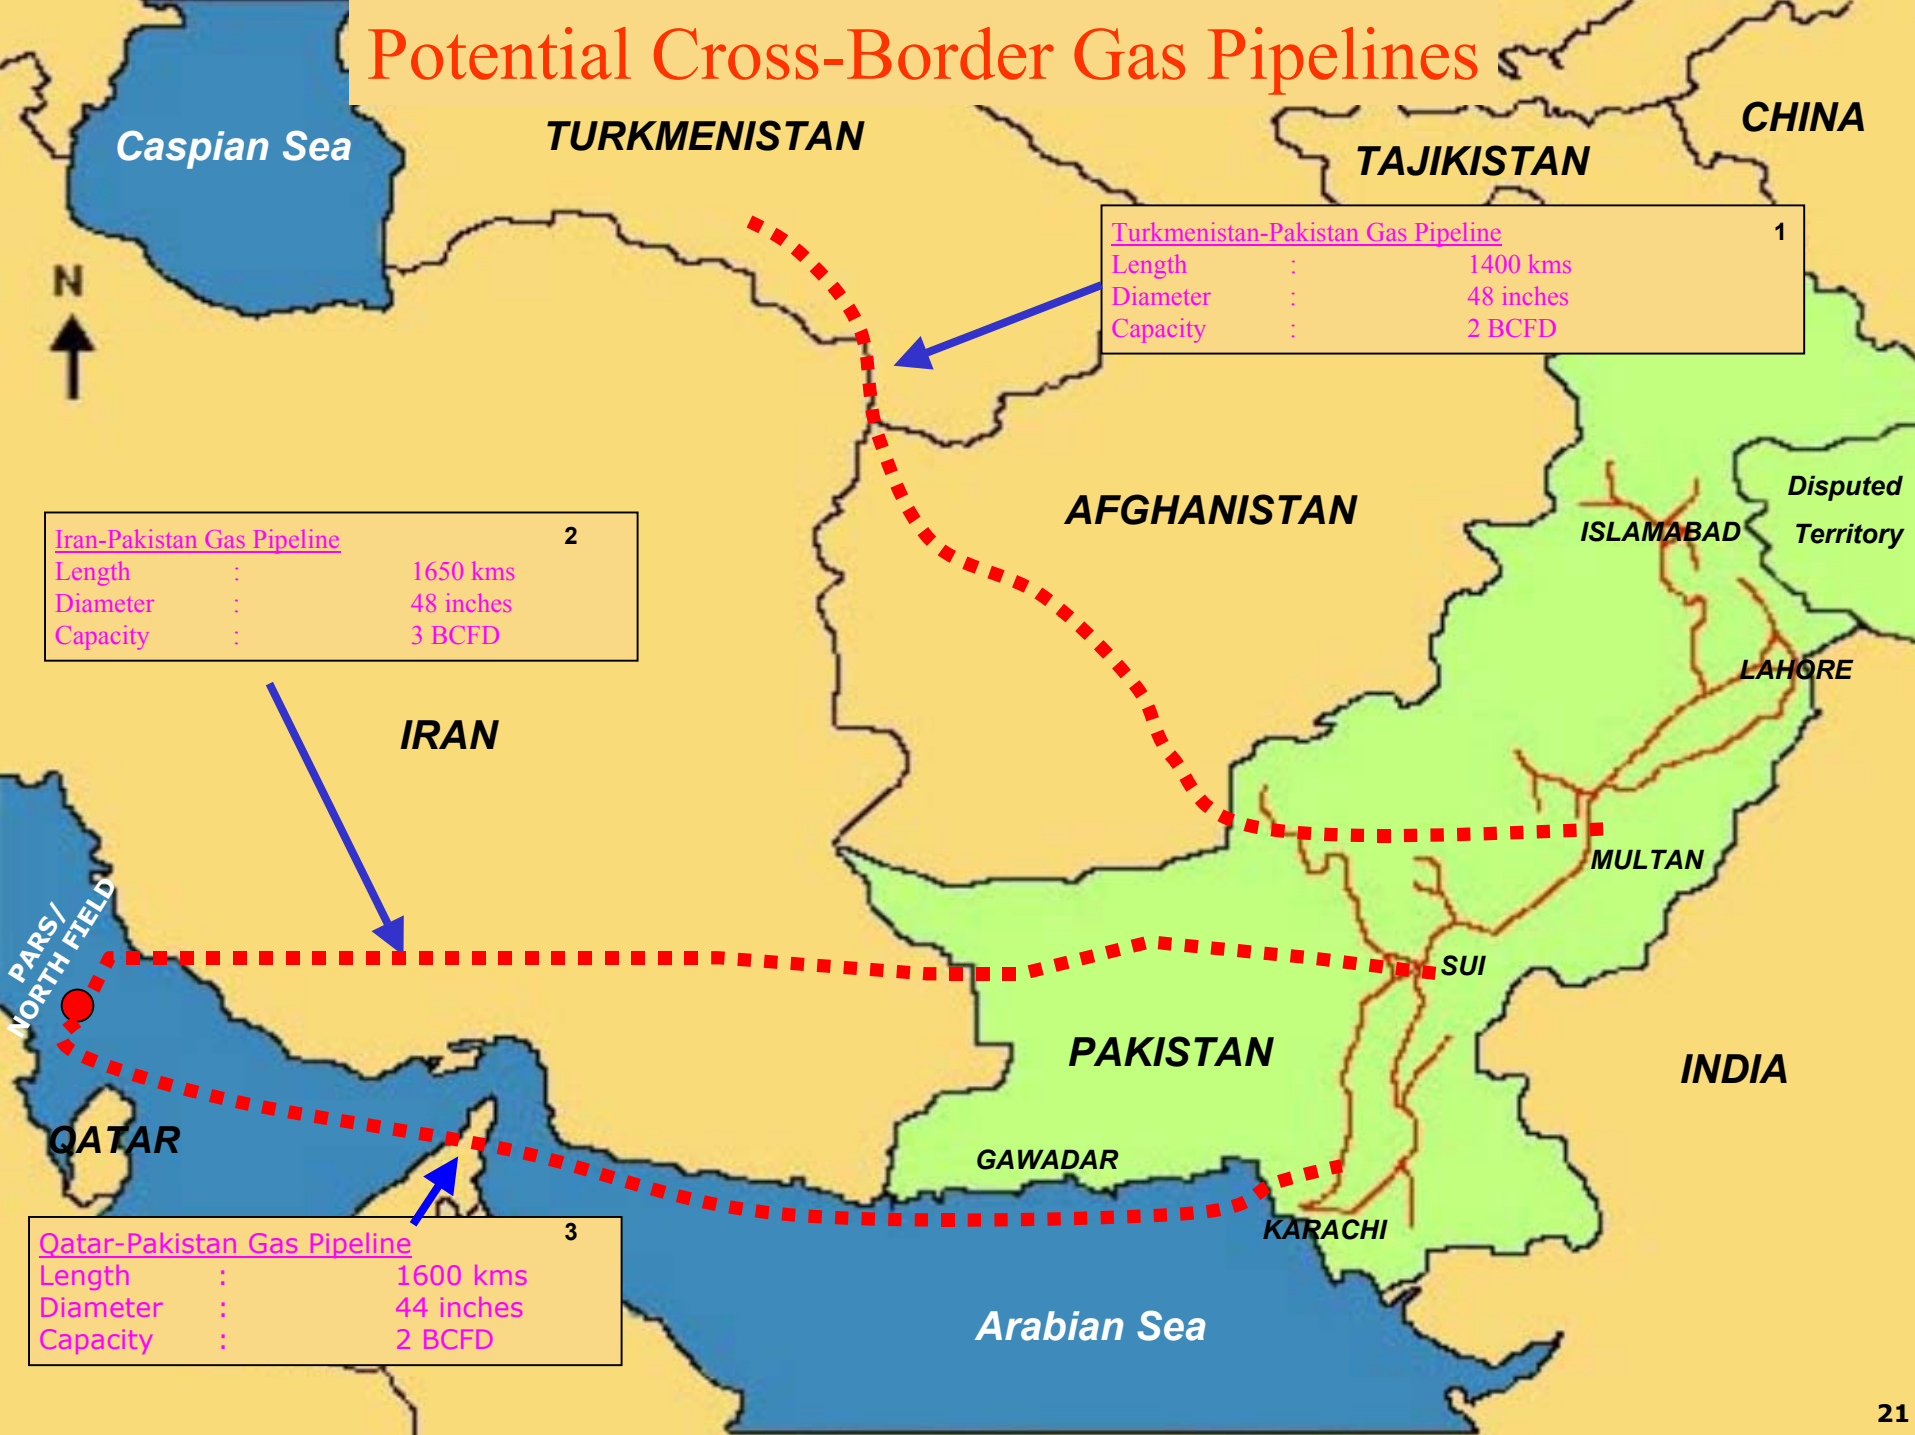 Potential Cross-Border Gas Pipelines
CHINA
Caspian Sea
TURKMENISTAN
TAJIKISTAN
Turkmenistan-Pakistan Gas Pipeline 1
Length : 1400 kms
Diameter : 48 inches
Capacity : 2 BCFD
N
AFGHANISTAN
Disputed
Territory
ISLAMABAD
Iran-Pakistan Gas Pipeline 2
Length : 1650 kms
Diameter : 48 inches
Capacity : 3 BCFD
LAHORE
IRAN
MULTAN
PARS/
NORTH FIELD
SUI
PAKISTAN
INDIA
QATAR
GAWADAR
KARACHI
Qatar-Pakistan Gas Pipeline 3
Length : 1600 kms
Diameter : 44 inches
Capacity : 2 BCFD
Arabian Sea
21